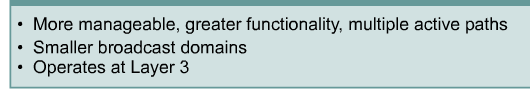 • More manageable, greater functionality, multiple active paths
• Smaller broadcast domains
• Operates at Layer 3